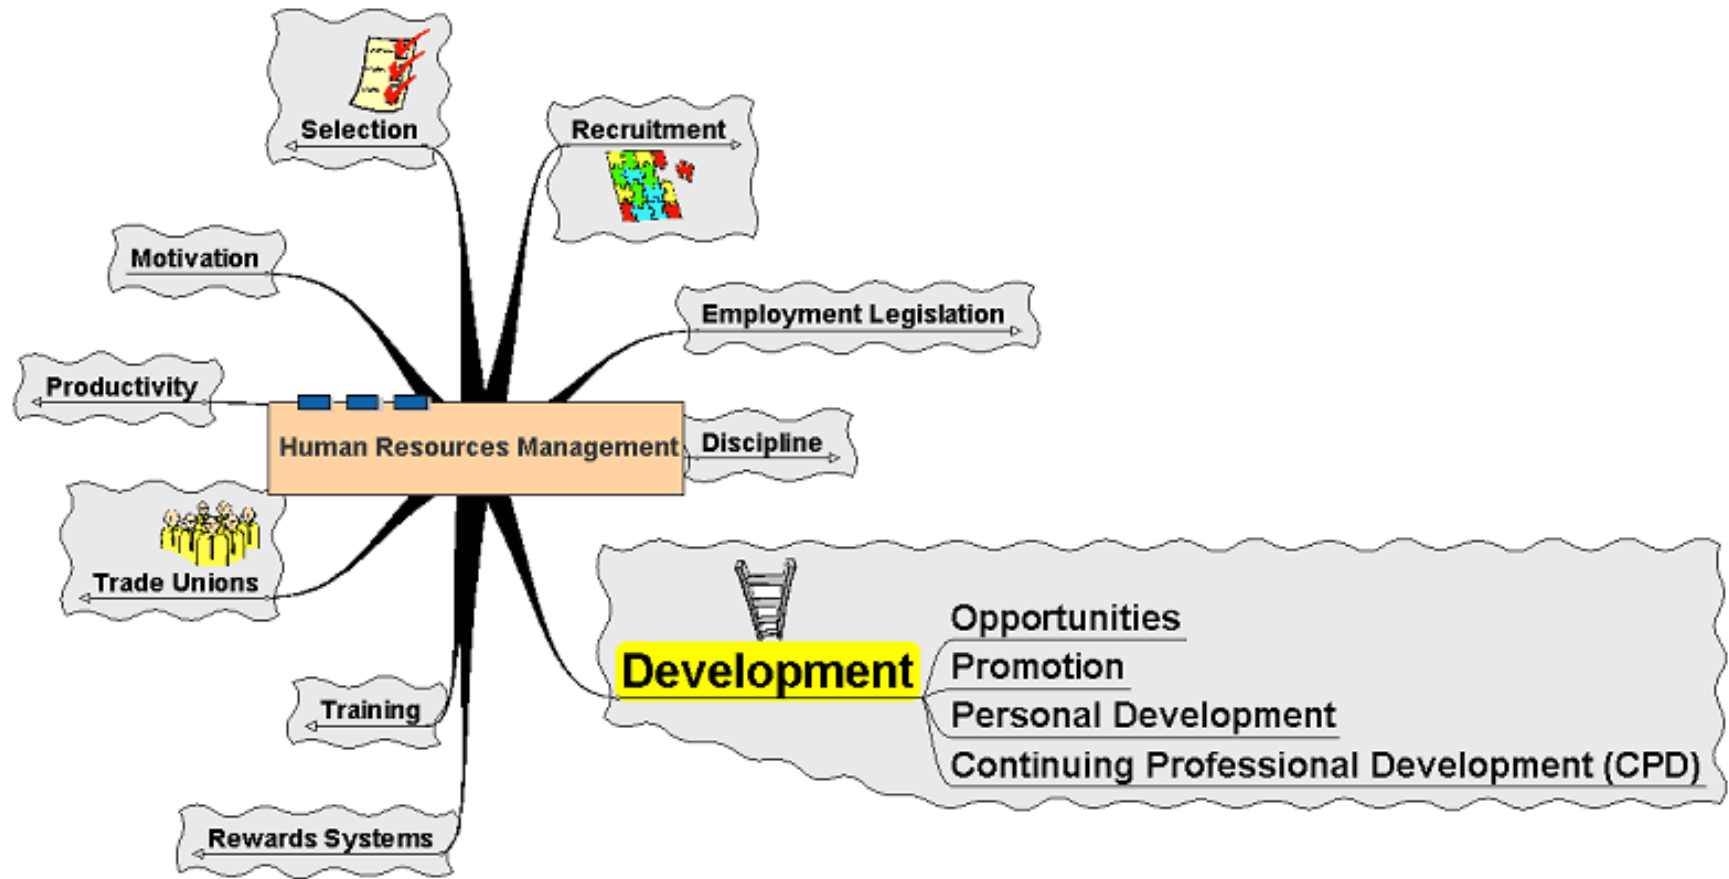 Selection
Recruitment
Motivation
Employment Legislation
Productivity
Human Resources Management
Discipline
Trade Unions
Development
Opportunities
Promotion
Personal Development
Continuing Professional Development (CPD)
Training
Rewards Systems